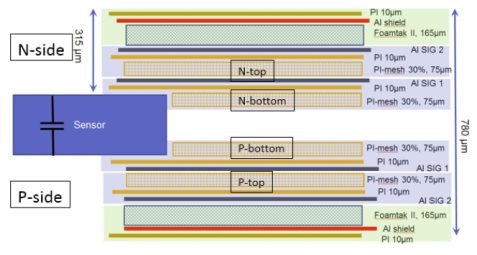 PI 10μm
Al shield
Foamtak II, 165μm
N-side
315 μm
Al SIG 2
PI 10μm
N-top
PI-mesh 30%, 75μm
Al SIG 1
PI 10μm
N-bottom
PI-mesh 30%, 75μm
Sensor
780 μm
P-bottom
PI-mesh 30%, 75μm
PI 10μm
Al SIG 1
P-top
PI-mesh 30%, 75μm
P-side
PI 10μm
Al SIG 2
Foamtak II, 165μm
Al shield
PI 10μm